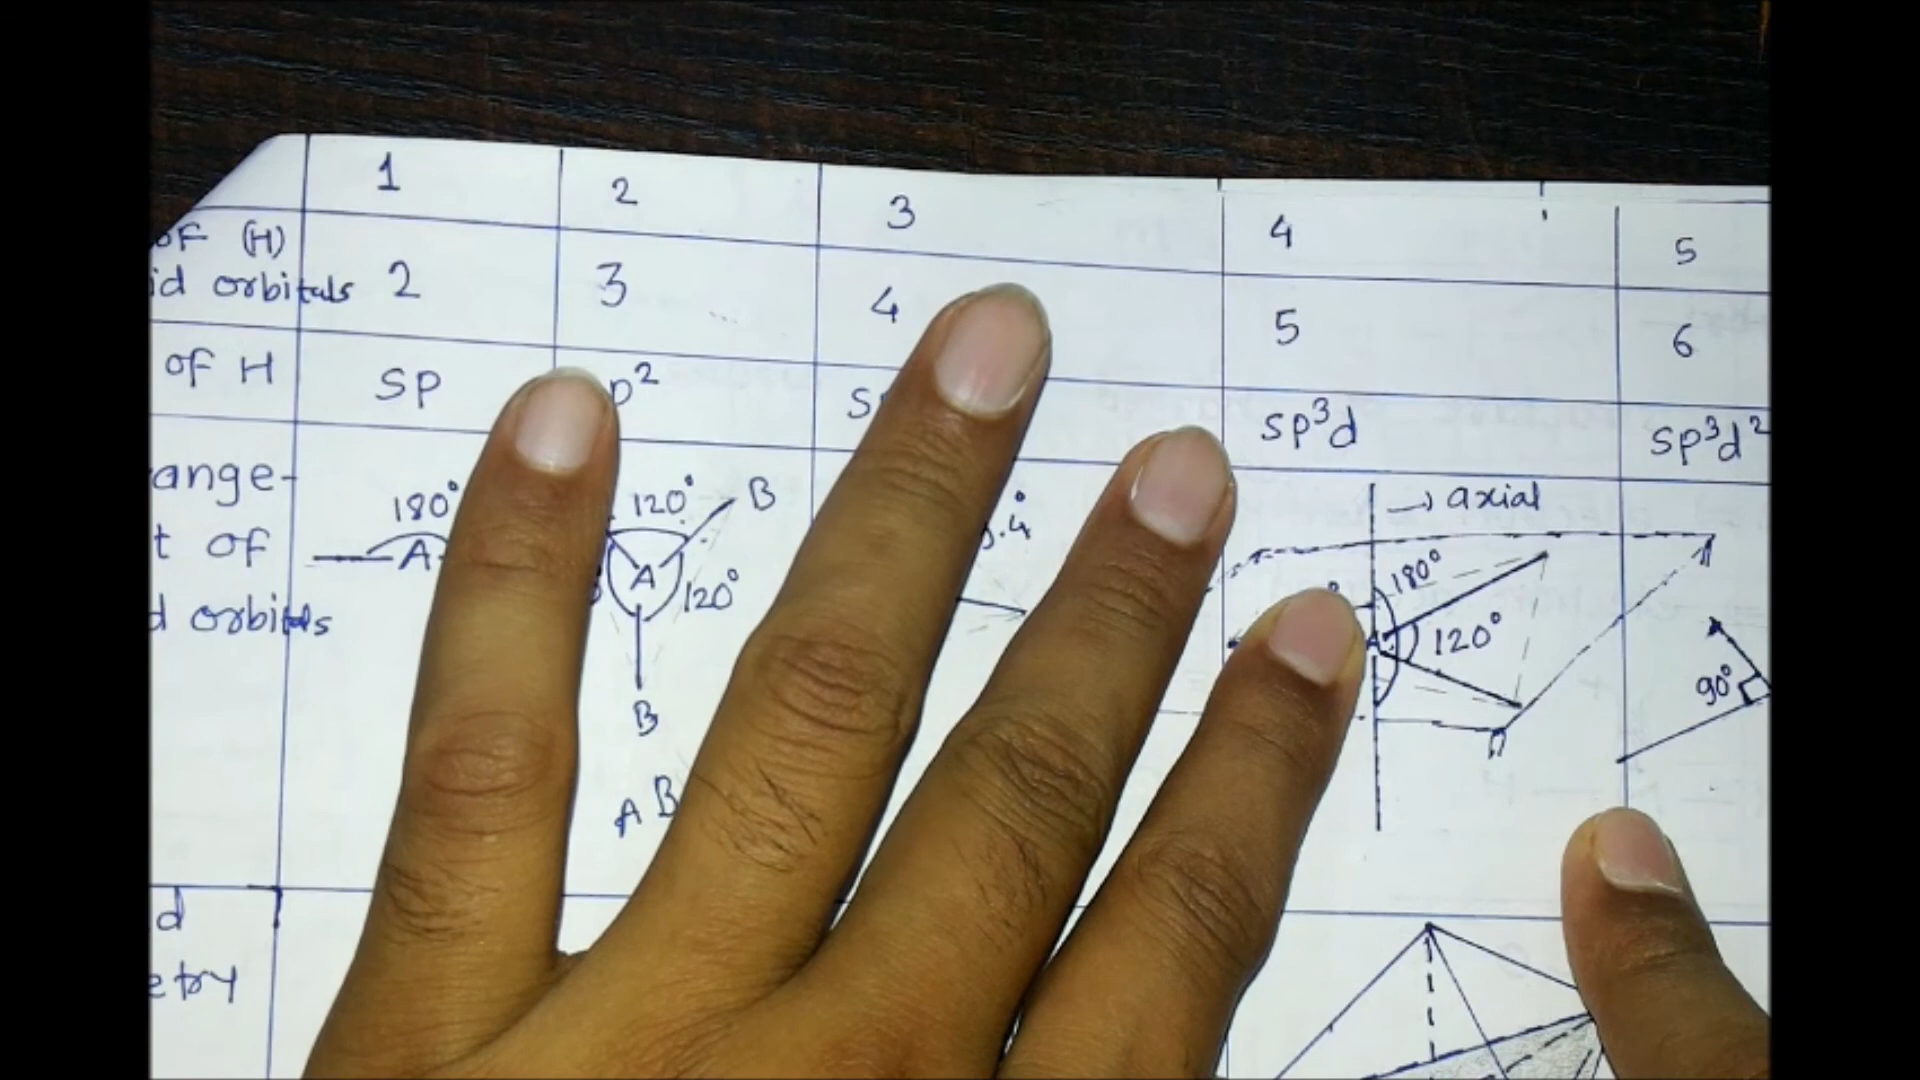 1 2 3 4 5
of (H)
id orbitals 2 3 4 5 6
of H SP p² S SP³d SP³d²
ange-
t of
d orbitals
180°
A
120° B
A 120°
B
A B
.4
→ axial
180°
A 120°
90°
d
etry